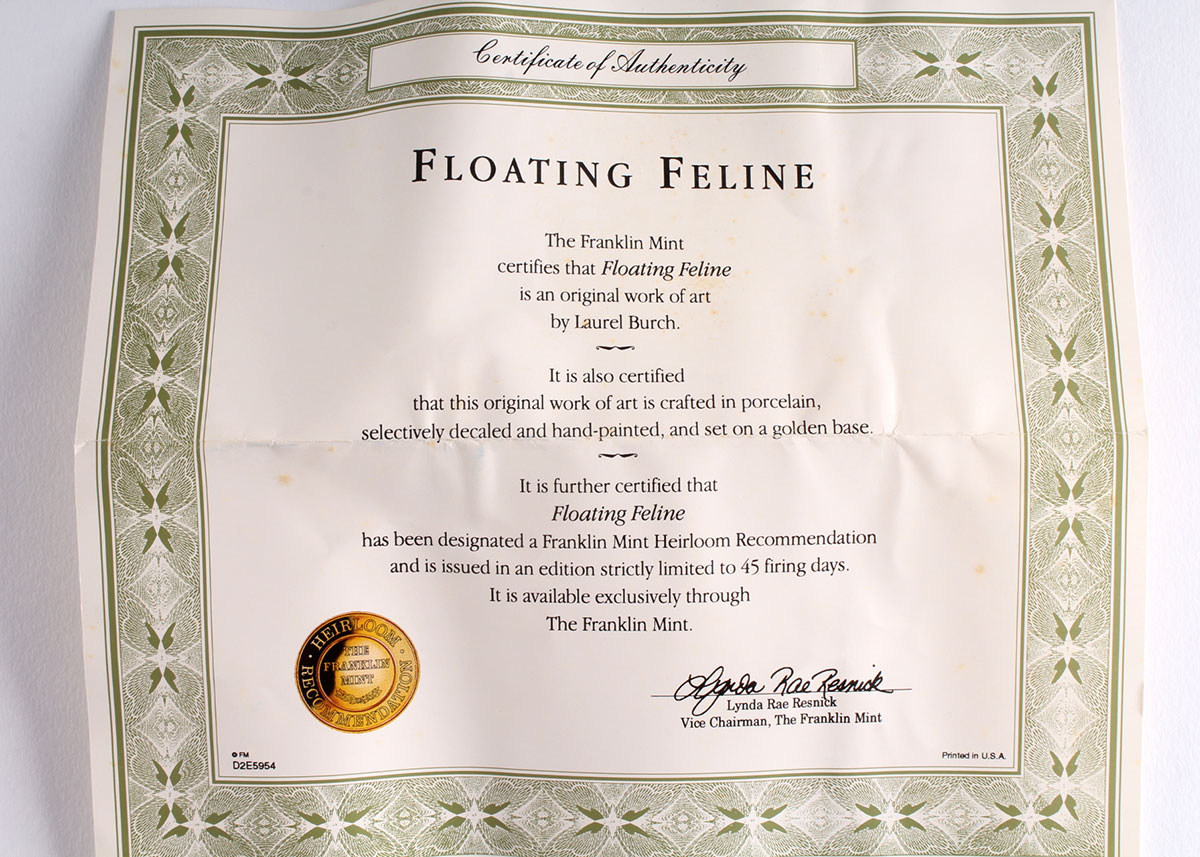 Certificate of Authenticity
FLOATING FELINE
The Franklin Mint
certifies that Floating Feline
is an original work of art
by Laurel Burch.
It is also certified
that this original work of art is crafted in porcelain,
selectively decaled and hand-painted, and set on a golden base.
It is further certified that
Floating Feline
has been designated a Franklin Mint Heirloom Recommendation
and is issued in an edition strictly limited to 45 firing days.
It is available exclusively through
The Franklin Mint.
· HEIRLOOM ·
RECOMMENDATION
THE
FRANKLIN
MINT
Lynda Rae Resnick
Lynda Rae Resnick
Vice Chairman, The Franklin Mint
© FM
D2E5954
Printed in U.S.A.